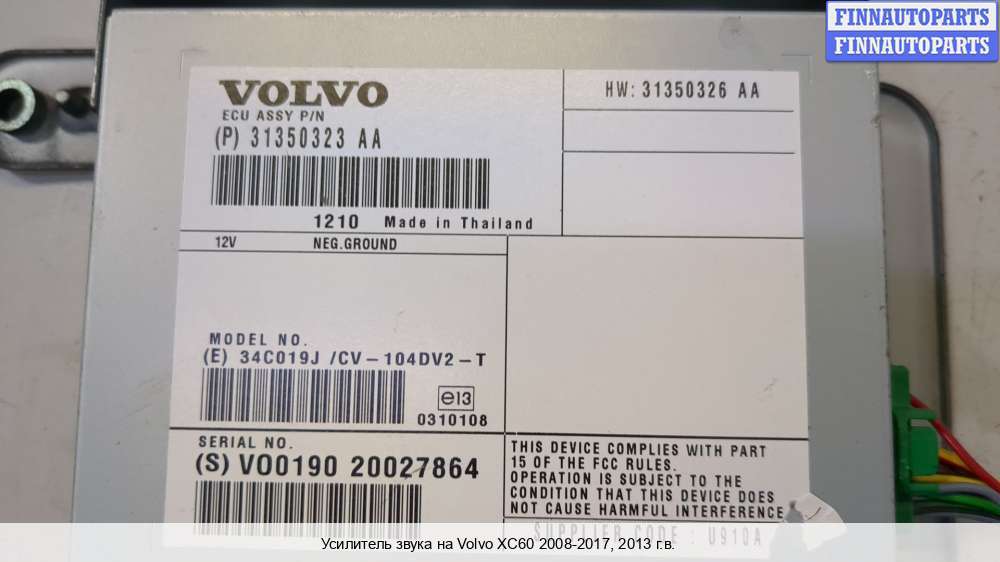 FINNAUTOPARTS
FINNAUTOPARTS
VOLVO
ECU ASSY P/N
(P) 31350323 AA
HW: 31350326 AA
1210 Made in Thailand
12V NEG.GROUND
MODEL NO.
(E) 34C019J /CV-104DV2-T
e13
0310108
SERIAL NO.
(S) VO0190 20027864
THIS DEVICE COMPLIES WITH PART
15 OF THE FCC RULES.
OPERATION IS SUBJECT TO THE
CONDITION THAT THIS DEVICE DOES
NOT CAUSE HARMFUL INTERFERENCE
SUPPLIER CODE : U910A
Усилитель звука на Volvo XC60 2008-2017, 2013 г.в.